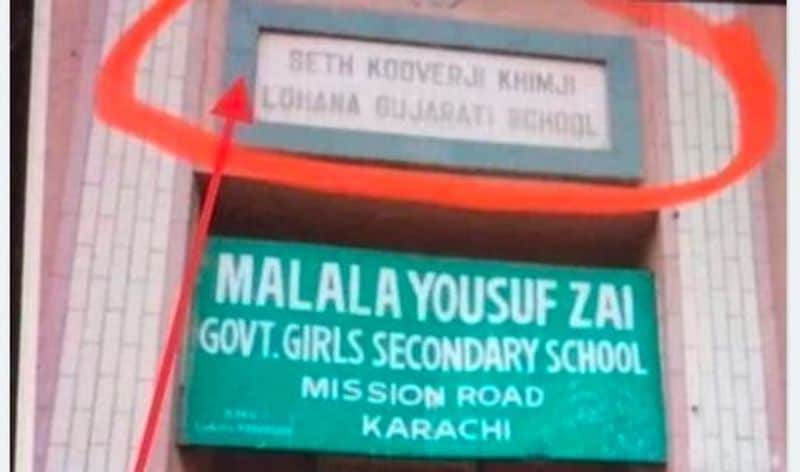 SETH KOOVERJI KHIMJI
LOHANA GUJARATI SCHOOL
MALALA YOUSUF ZAI
GOVT. GIRLS SECONDARY SCHOOL
MISSION ROAD
KARACHI